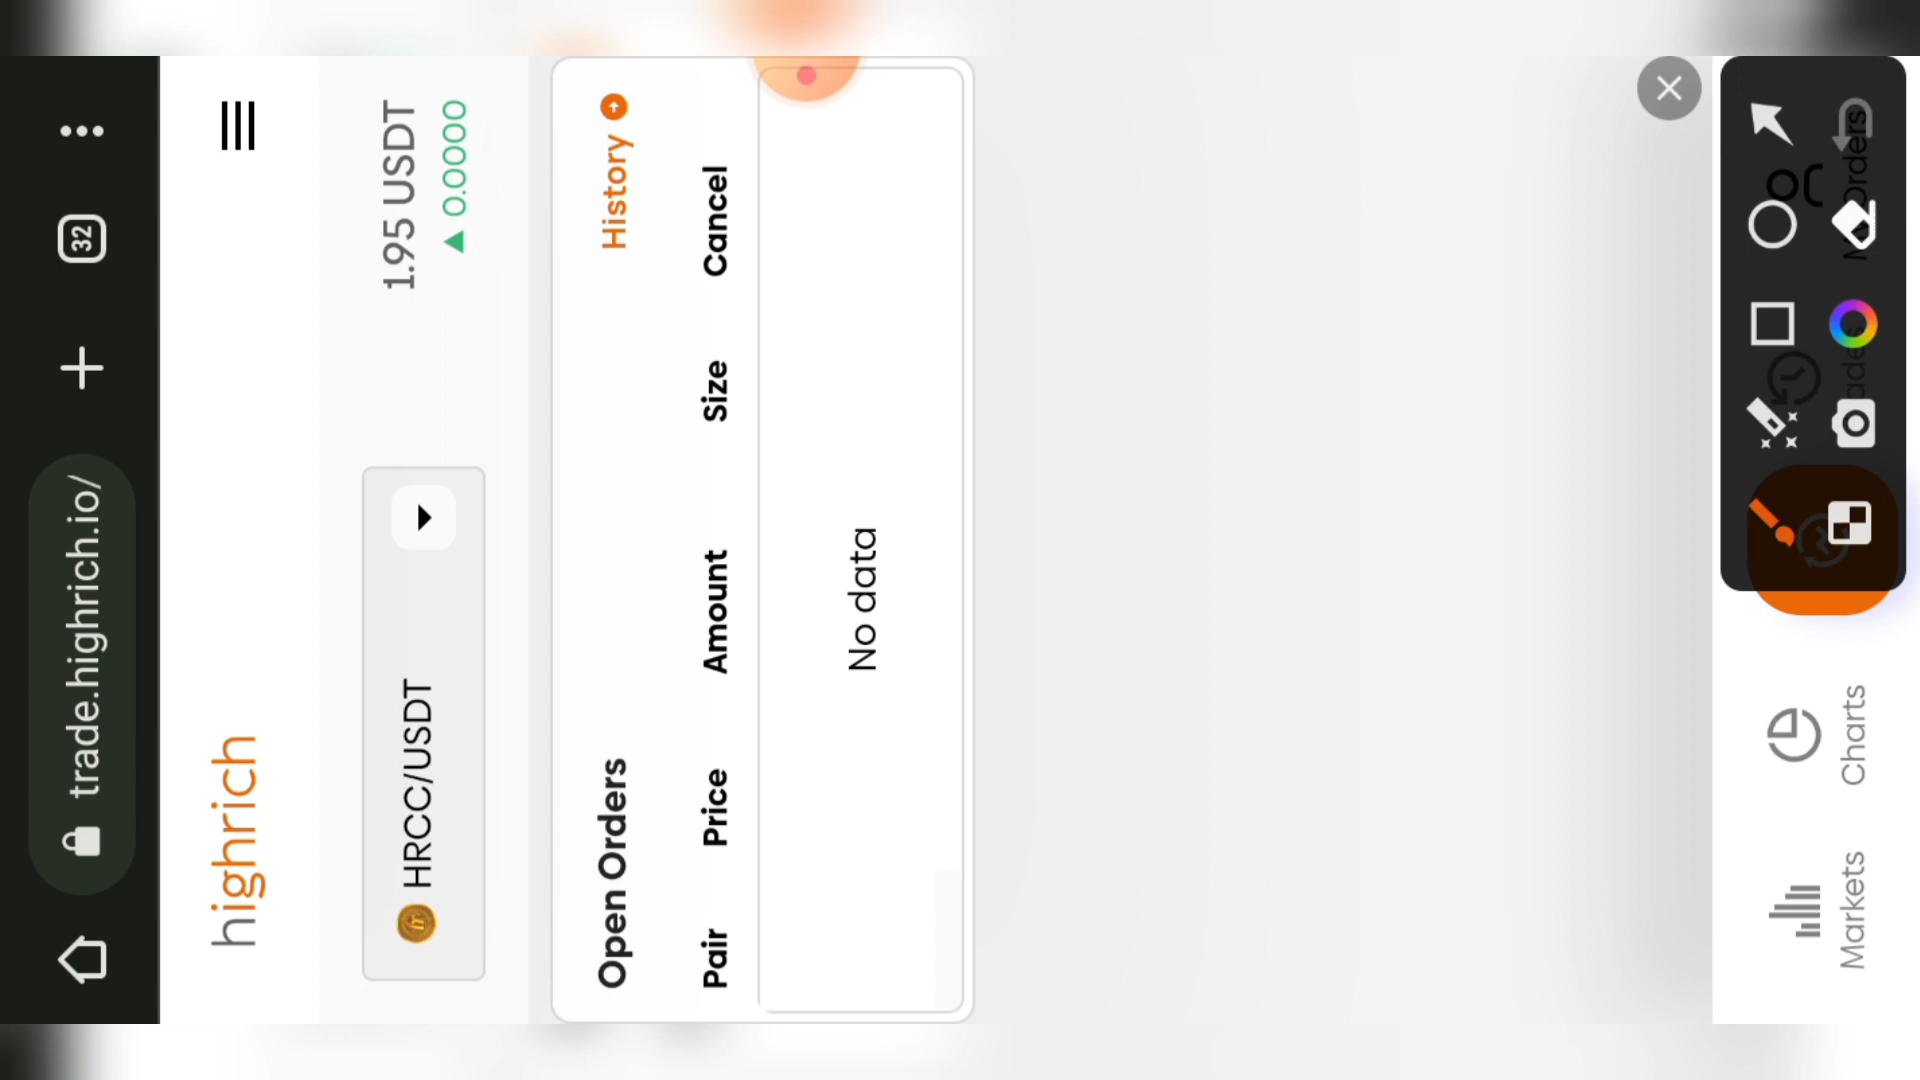 trade.highrich.io/
32
highrich
HRCC/USDT
1.95 USDT
▲ 0.0000
Open Orders
History
Pair Price Amount Size Cancel
No data
Markets
Charts
Orders